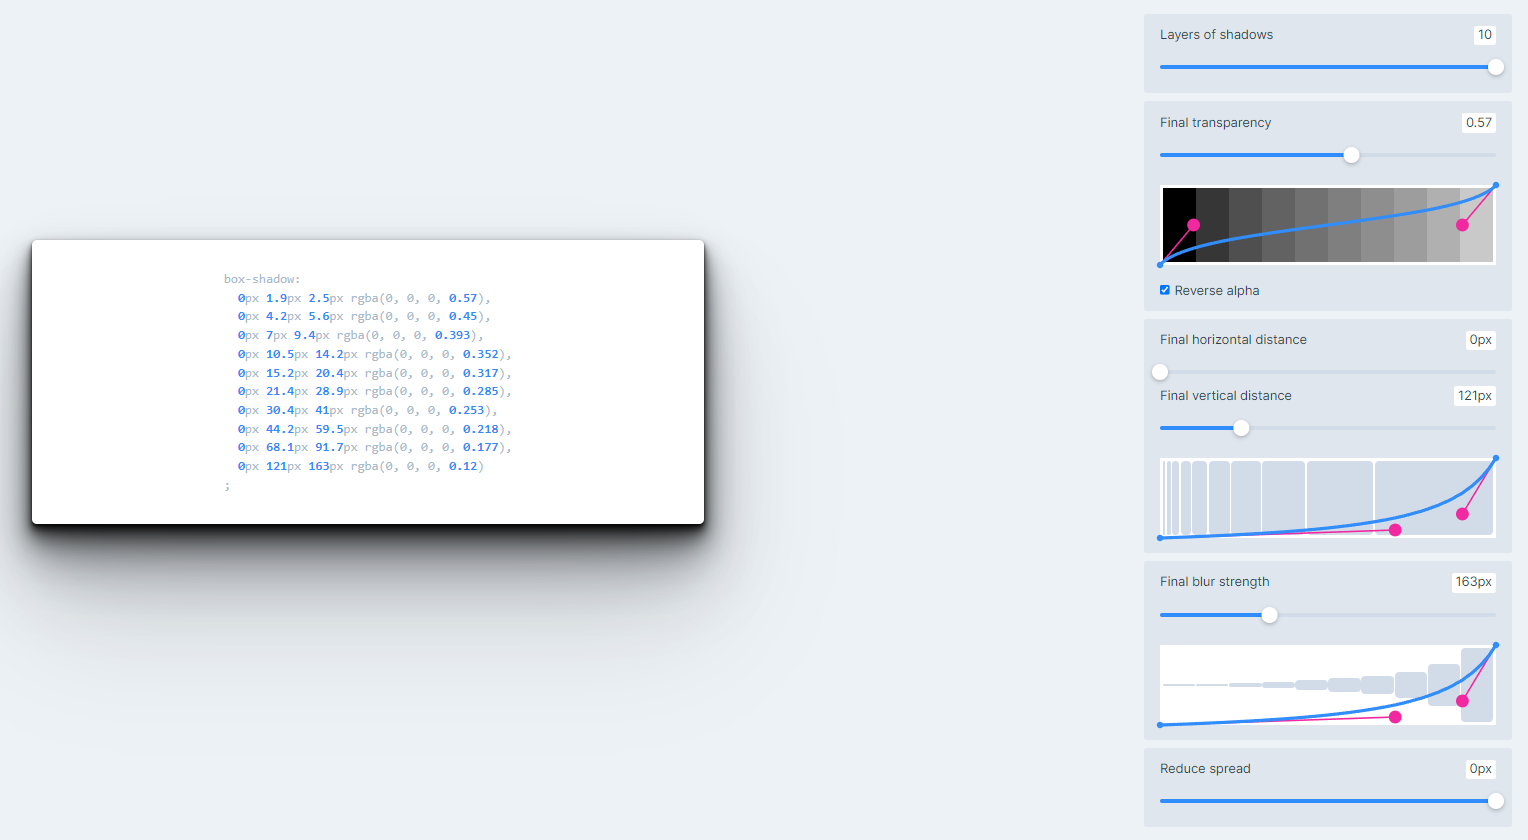 box-shadow:
0px 1.9px 2.5px rgba(0, 0, 0, 0.57),
0px 4.2px 5.6px rgba(0, 0, 0, 0.45),
0px 7px 9.4px rgba(0, 0, 0, 0.393),
0px 10.5px 14.2px rgba(0, 0, 0, 0.352),
0px 15.2px 20.4px rgba(0, 0, 0, 0.317),
0px 21.4px 28.9px rgba(0, 0, 0, 0.285),
0px 30.4px 41px rgba(0, 0, 0, 0.253),
0px 44.2px 59.5px rgba(0, 0, 0, 0.218),
0px 68.1px 91.7px rgba(0, 0, 0, 0.177),
0px 121px 163px rgba(0, 0, 0, 0.12)
;
Layers of shadows 10
Final transparency 0.57
Reverse alpha
Final horizontal distance 0px
Final vertical distance 121px
Final blur strength 163px
Reduce spread 0px